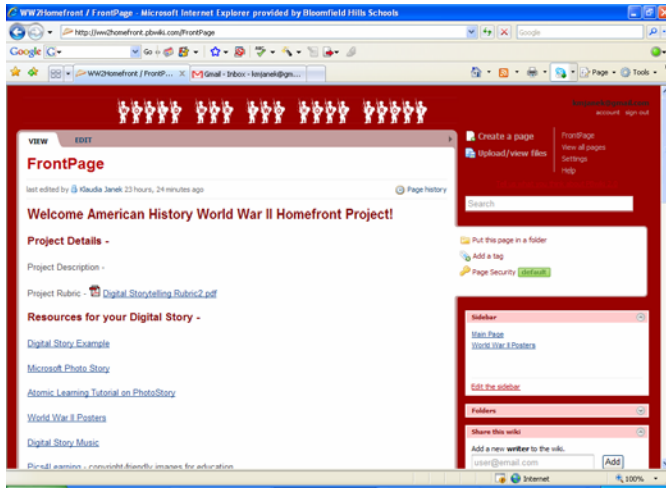 WW2Homefront / FrontPage - Microsoft Internet Explorer provided by Bloomfield Hills Schools
http://ww2homefront.pbwiki.com/FrontPage
Google
Google G Go
WW2Homefront / FrontP... Gmail - Inbox - kmjanek@gm...
Page Tools
account sign out
VIEW EDIT
Create a page
Upload/view files
FrontPage
View all pages
Settings
Help
FrontPage
last edited by Klaudia Janek 23 hours, 24 minutes ago Page history
Search
Welcome American History World War II Homefront Project!
Project Details -
Project Description -
Project Rubric - Digital Storytelling Rubric2.pdf
Resources for your Digital Story -
Digital Story Example
Microsoft Photo Story
Atomic Learning Tutorial on PhotoStory
World War II Posters
Digital Story Music
Pics4Learning - copyright-friendly images for education
Put this page in a folder
Add a tag
Page Security default
Sidebar
Main Page
World War II Posters
Edit the sidebar
Folders
Share this wiki
Add a new writer to the wiki.
user@email.com Add
Internet 100%